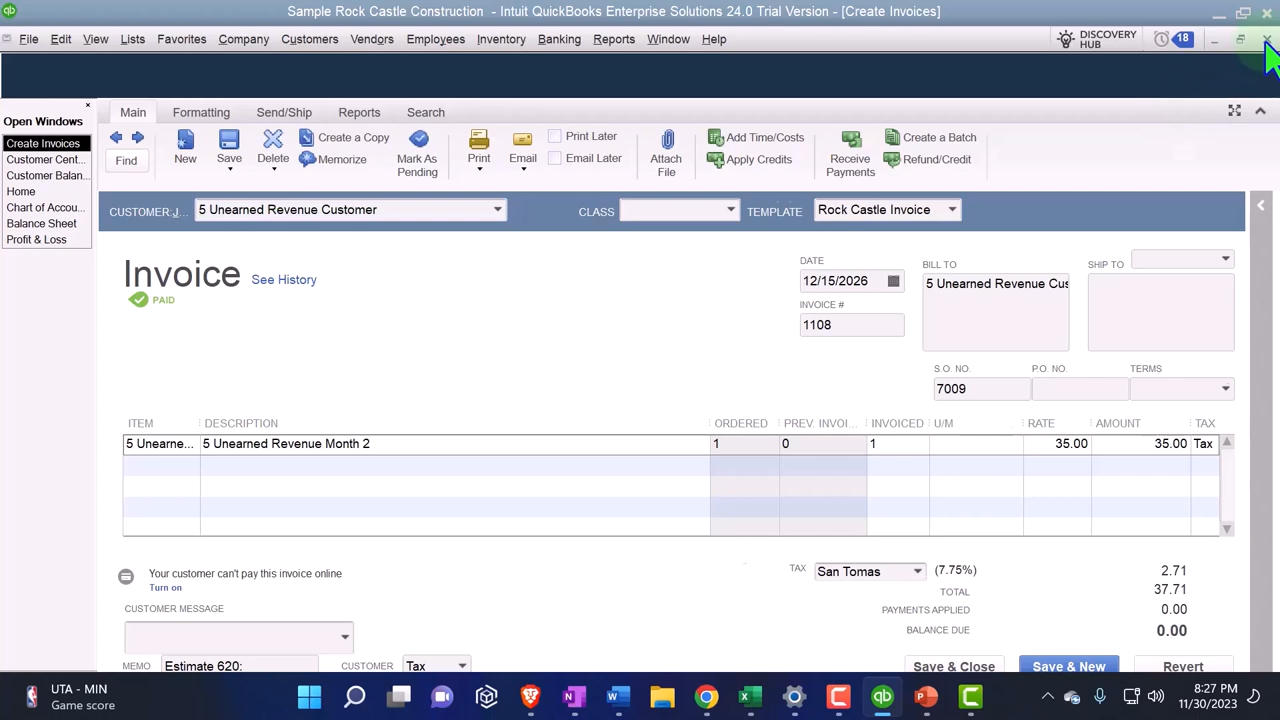 Sample Rock Castle Construction - Intuit QuickBooks Enterprise Solutions 24.0 Trial Version - [Create Invoices]
File Edit View Lists Favorites Company Customers Vendors Employees Inventory Banking Reports Window Help
DISCOVERY HUB 18
Open Windows
Create Invoices
Customer Cent...
Customer Balan...
Home
Chart of Accou...
Balance Sheet
Profit & Loss
Main Formatting Send/Ship Reports Search
Find
New
Save
Delete
Create a Copy
Memorize
Mark As
Pending
Print
Email
Print Later
Email Later
Attach
File
Add Time/Costs
Apply Credits
Receive
Payments
Create a Batch
Refund/Credit
CUSTOMER:J... 5 Unearned Revenue Customer CLASS TEMPLATE Rock Castle Invoice
Invoice See History
PAID
DATE
12/15/2026
INVOICE #
1108
BILL TO
5 Unearned Revenue Cus
SHIP TO
S.O. NO. P.O. NO. TERMS
7009
ITEM DESCRIPTION ORDERED PREV. INVOI... INVOICED U/M RATE AMOUNT TAX
5 Unearne... 5 Unearned Revenue Month 2 1 0 1 35.00 35.00 Tax
Your customer can't pay this invoice online
Turn on
TAX San Tomas (7.75%) 2.71
TOTAL 37.71
PAYMENTS APPLIED 0.00
BALANCE DUE 0.00
CUSTOMER MESSAGE
MEMO Estimate 620: CUSTOMER Tax
Save & Close Save & New Revert
UTA - MIN
Game score
8:27 PM
11/30/2023